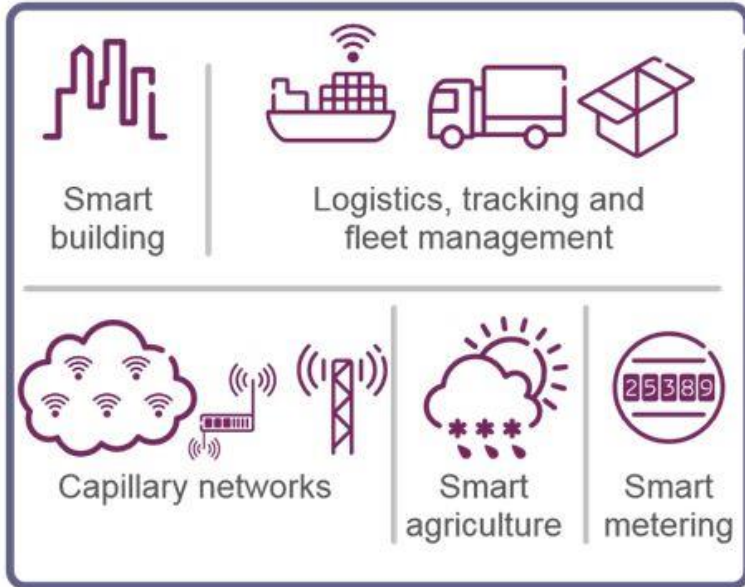 Smart
building
Logistics, tracking and
fleet management
Capillary networks
Smart
agriculture
25389
Smart
metering